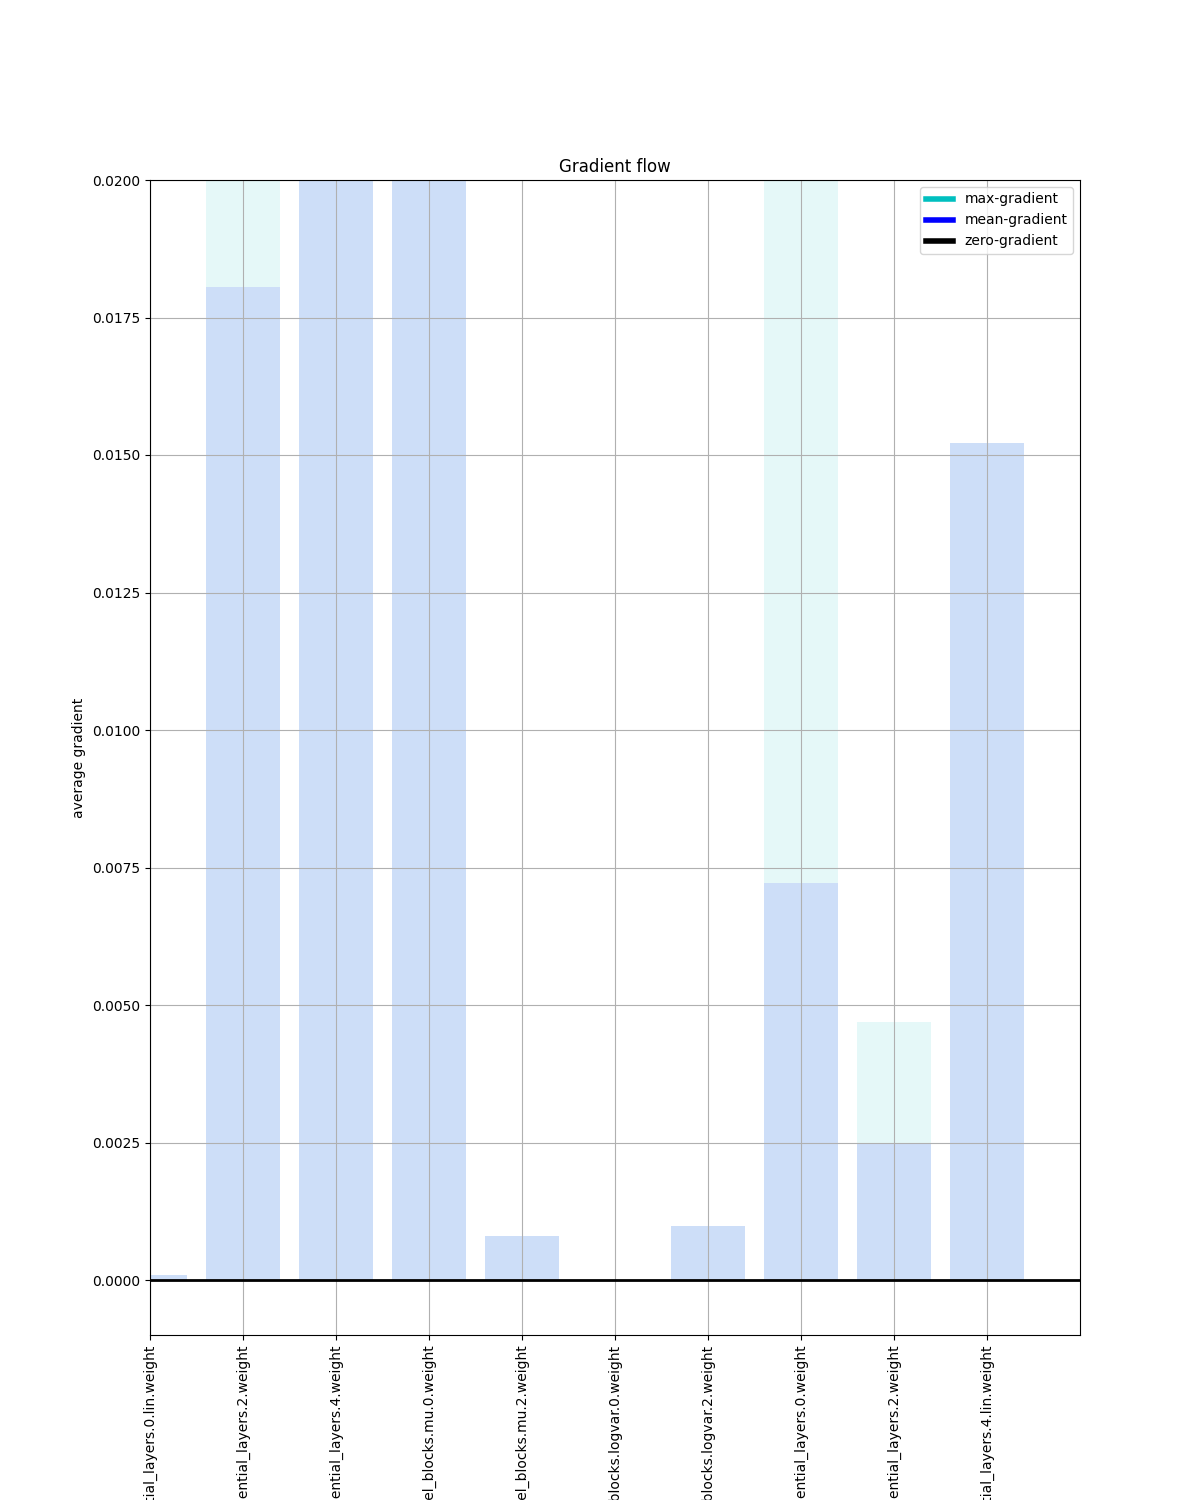 Gradient flow
max-gradient
mean-gradient
zero-gradient
average gradient
0.0200
0.0175
0.0150
0.0125
0.0100
0.0075
0.0050
0.0025
0.0000
tial_layers.0.lin.weight
ential_layers.2.weight
ential_layers.4.weight
el_blocks.mu.0.weight
el_blocks.mu.2.weight
blocks.logvar.0.weight
blocks.logvar.2.weight
ential_layers.0.weight
ential_layers.2.weight
tial_layers.4.lin.weight